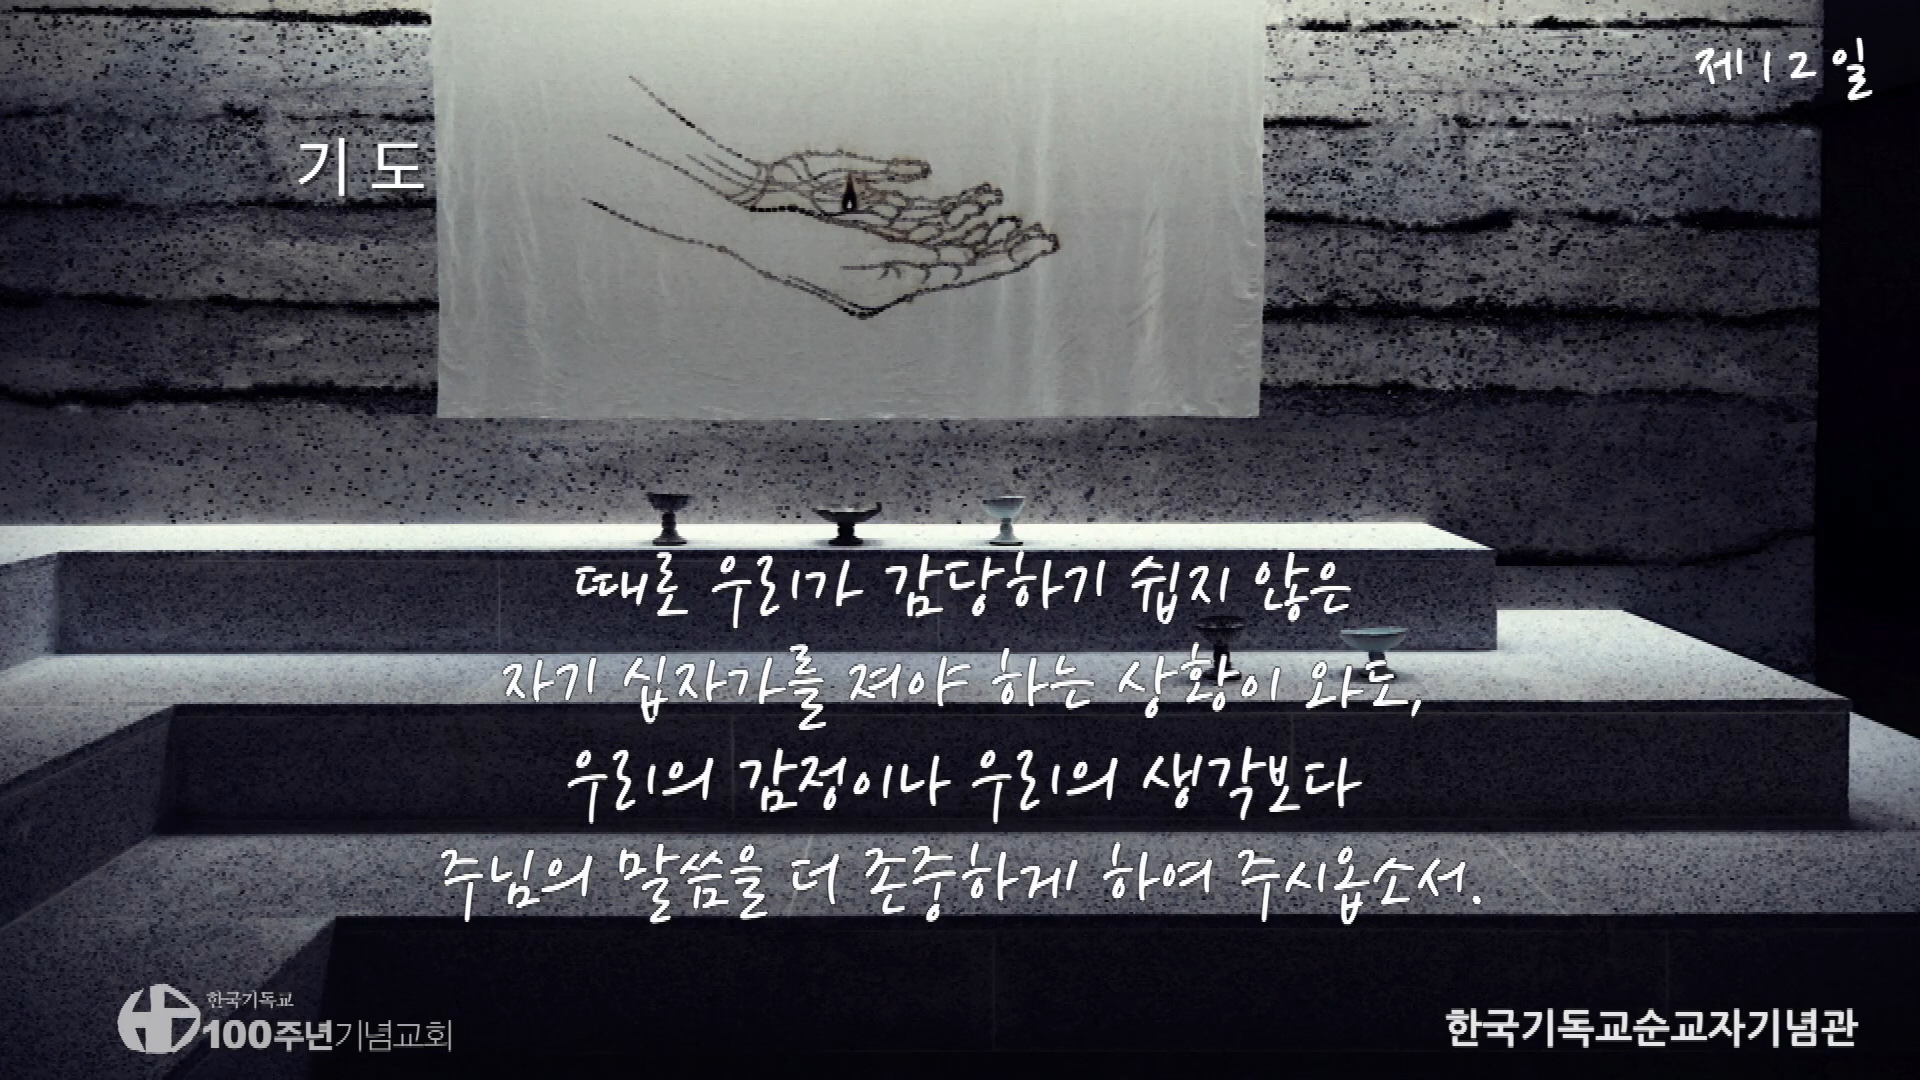 제12일
기도
때로 우리가 감당하기 쉽지 않은
자기 십자가를 져야 하는 상황이 와도,
우리의 감정이나 우리의 생각보다
주님의 말씀을 더 존중하게 하여 주시옵소서.
한국기독교
100주년기념교회
한국기독교순교자기념관